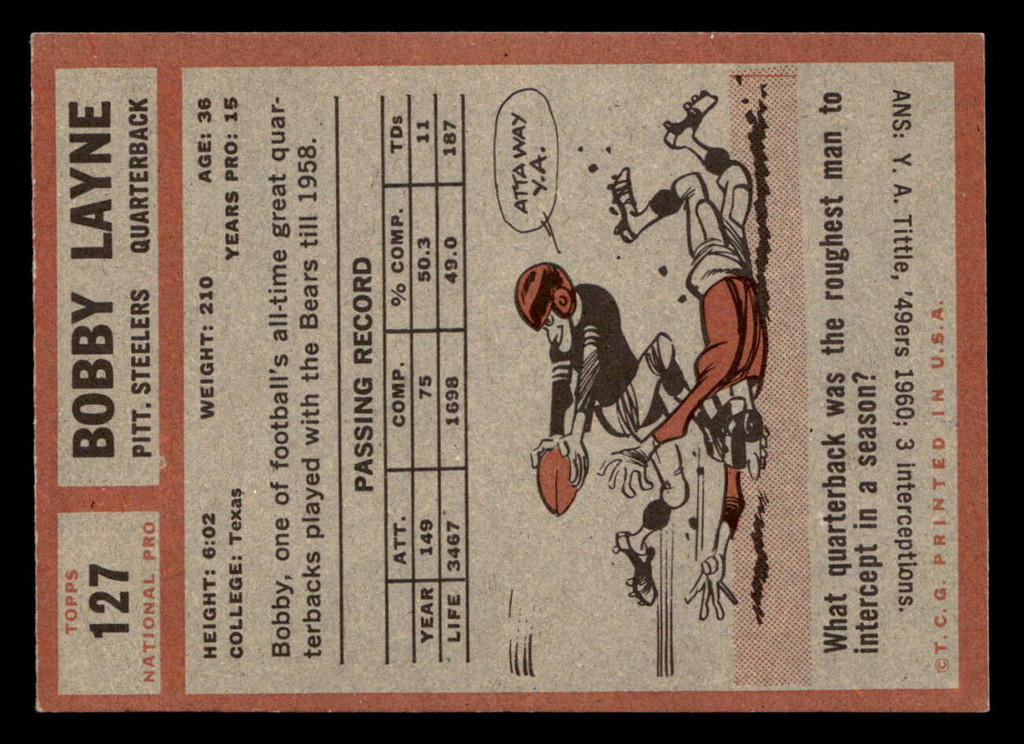 TOPPS
127
NATIONAL PRO
BOBBY LAYNE
PITT. STEELERS QUARTERBACK
HEIGHT: 6:02 WEIGHT: 210 AGE: 36
COLLEGE: Texas YEARS PRO: 15
Bobby, one of football's all-time great quar-
terbacks played with the Bears till 1958.
PASSING RECORD
ATT. COMP. % COMP. TDs
YEAR 149 75 50.3 11
LIFE 3467 1698 49.0 187
ATTA WAY
Y.A.
What quarterback was the roughest man to
intercept in a season?
ANS: Y. A. Tittle, '49ers 1960; 3 interceptions.
©T.C.G. PRINTED IN U.S.A.